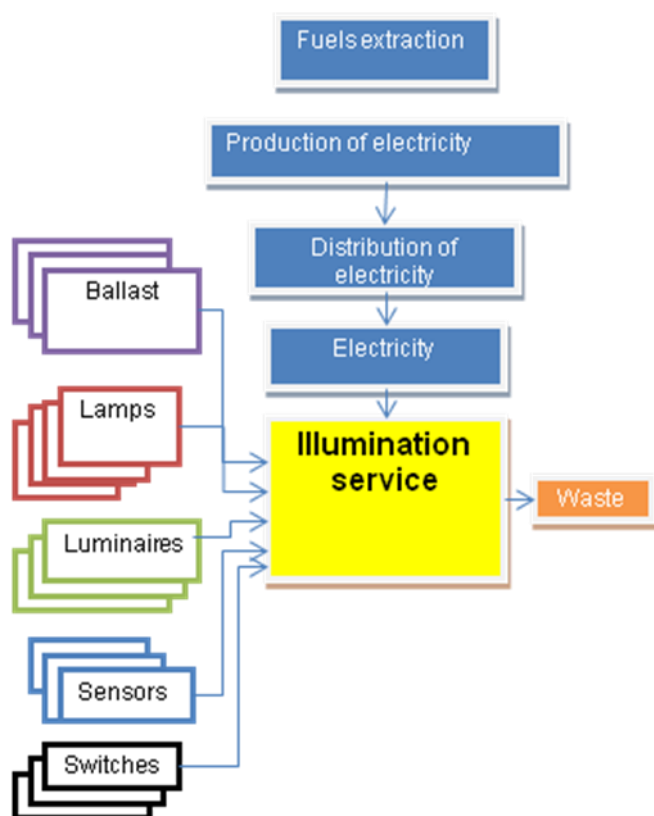 Fuels extraction
Production of electricity
Distribution of
electricity
Electricity
Ballast
Lamps
Luminaires
Sensors
Switches
Illumination
service
Waste